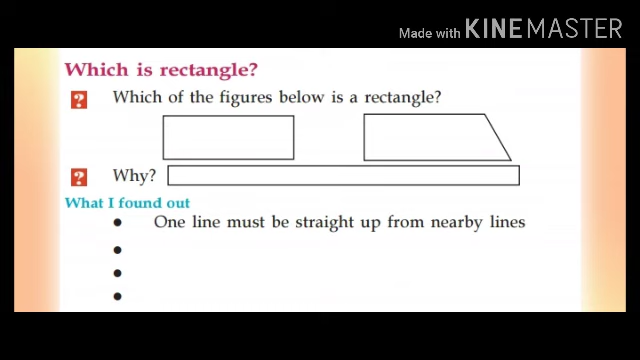 Made with KINEMASTER
Which is rectangle?
? Which of the figures below is a rectangle?
? Why?
What I found out
• One line must be straight up from nearby lines
•
•
•